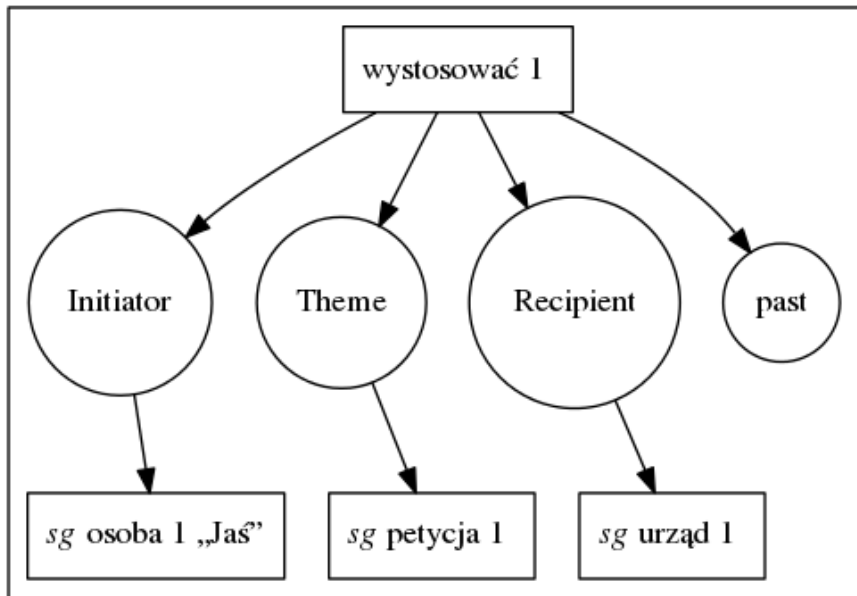 wystosować 1
Initiator
Theme
Recipient
past
sg osoba 1 „Jaś”
sg petycja 1
sg urząd 1